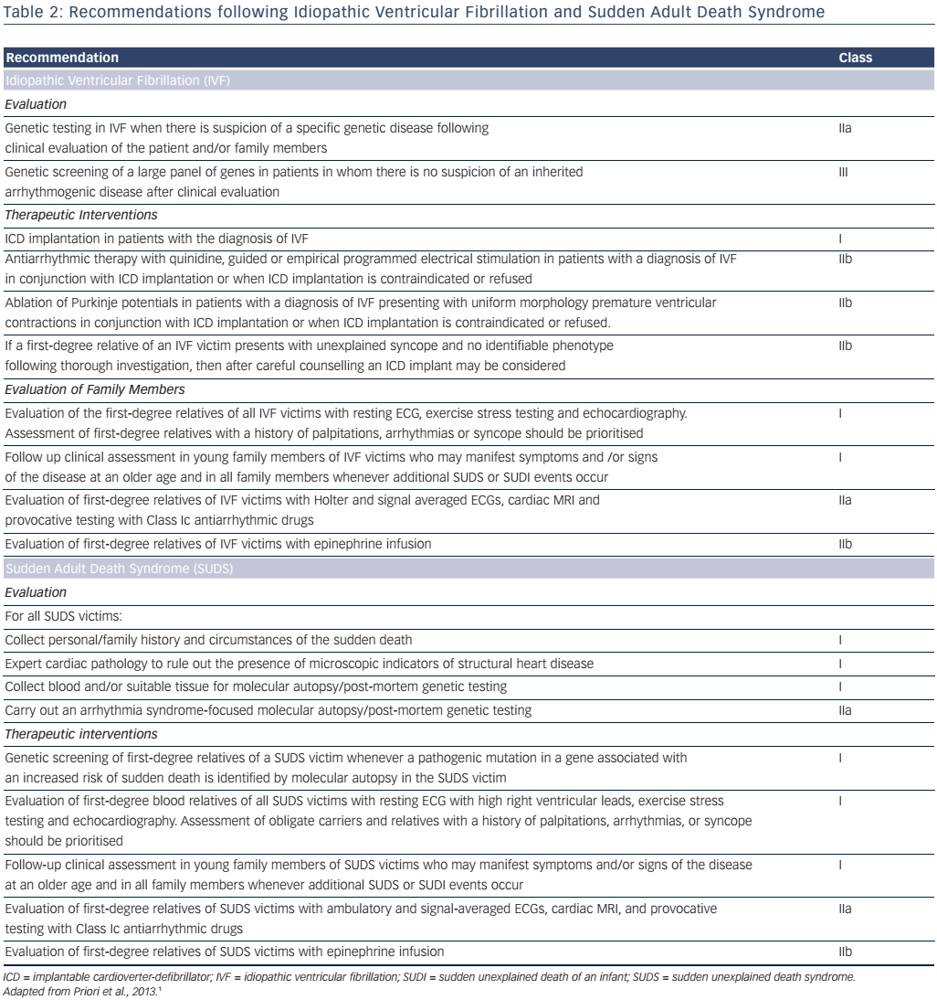 Table 2: Recommendations following Idiopathic Ventricular Fibrillation and Sudden Adult Death Syndrome
Recommendation Class
Idiopathic Ventricular Fibrillation (IVF)
Evaluation
Genetic testing in IVF when there is suspicion of a specific genetic disease following IIa
clinical evaluation of the patient and/or family members
Genetic screening of a large panel of genes in patients in whom there is no suspicion of an inherited III
arrhythmogenic disease after clinical evaluation
Therapeutic Interventions
ICD implantation in patients with the diagnosis of IVF I
Antiarrhythmic therapy with quinidine, guided or empirical programmed electrical stimulation in patients with a diagnosis of IVF IIb
in conjunction with ICD implantation or when ICD implantation is contraindicated or refused
Ablation of Purkinje potentials in patients with a diagnosis of IVF presenting with uniform morphology premature ventricular IIb
contractions in conjunction with ICD implantation or when ICD implantation is contraindicated or refused.
If a first-degree relative of an IVF victim presents with unexplained syncope and no identifiable phenotype IIb
following thorough investigation, then after careful counselling an ICD implant may be considered
Evaluation of Family Members
Evaluation of the first-degree relatives of all IVF victims with resting ECG, exercise stress testing and echocardiography. I
Assessment of first-degree relatives with a history of palpitations, arrhythmias or syncope should be prioritised
Follow up clinical assessment in young family members of IVF victims who may manifest symptoms and /or signs I
of the disease at an older age and in all family members whenever additional SUDS or SUDI events occur
Evaluation of first-degree relatives of IVF victims with Holter and signal averaged ECGs, cardiac MRI and IIa
provocative testing with Class Ic antiarrhythmic drugs
Evaluation of first-degree relatives of IVF victims with epinephrine infusion IIb
Sudden Adult Death Syndrome (SUDS)
Evaluation
For all SUDS victims:
Collect personal/family history and circumstances of the sudden death I
Expert cardiac pathology to rule out the presence of microscopic indicators of structural heart disease I
Collect blood and/or suitable tissue for molecular autopsy/post-mortem genetic testing I
Carry out an arrhythmia syndrome-focused molecular autopsy/post-mortem genetic testing IIa
Therapeutic interventions
Genetic screening of first-degree relatives of a SUDS victim whenever a pathogenic mutation in a gene associated with I
an increased risk of sudden death is identified by molecular autopsy in the SUDS victim
Evaluation of first-degree blood relatives of all SUDS victims with resting ECG with high right ventricular leads, exercise stress I
testing and echocardiography. Assessment of obligate carriers and relatives with a history of palpitations, arrhythmias, or syncope
should be prioritised
Follow-up clinical assessment in young family members of SUDS victims who may manifest symptoms and/or signs of the disease I
at an older age and in all family members whenever additional SUDS or SUDI events occur
Evaluation of first-degree relatives of SUDS victims with ambulatory and signal-averaged ECGs, cardiac MRI, and provocative IIa
testing with Class Ic antiarrhythmic drugs
Evaluation of first-degree relatives of SUDS victims with epinephrine infusion IIb
ICD = implantable cardioverter-defibrillator; IVF = idiopathic ventricular fibrillation; SUDI = sudden unexplained death of an infant; SUDS = sudden unexplained death syndrome.
Adapted from Priori et al., 2013.¹